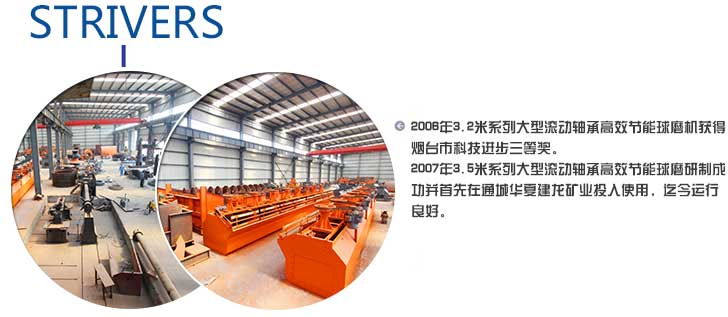 STRIVERS
2006年3.2米系列大型滚动轴承高效节能球磨机获得
烟台市科技进步三等奖。
2007年3.5米系列大型滚动轴承高效节能球磨研制成
功并首先在通城华夏建龙矿业投入使用，迄今运行
良好。